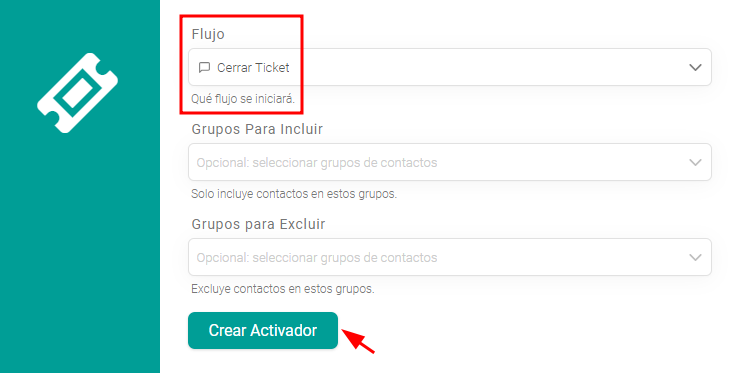 Flujo
Cerrar Ticket
Qué flujo se iniciará.
Grupos Para Incluir
Opcional: seleccionar grupos de contactos
Solo incluye contactos en estos grupos.
Grupos para Excluir
Opcional: seleccionar grupos de contactos
Excluye contactos en estos grupos.
Crear Activador